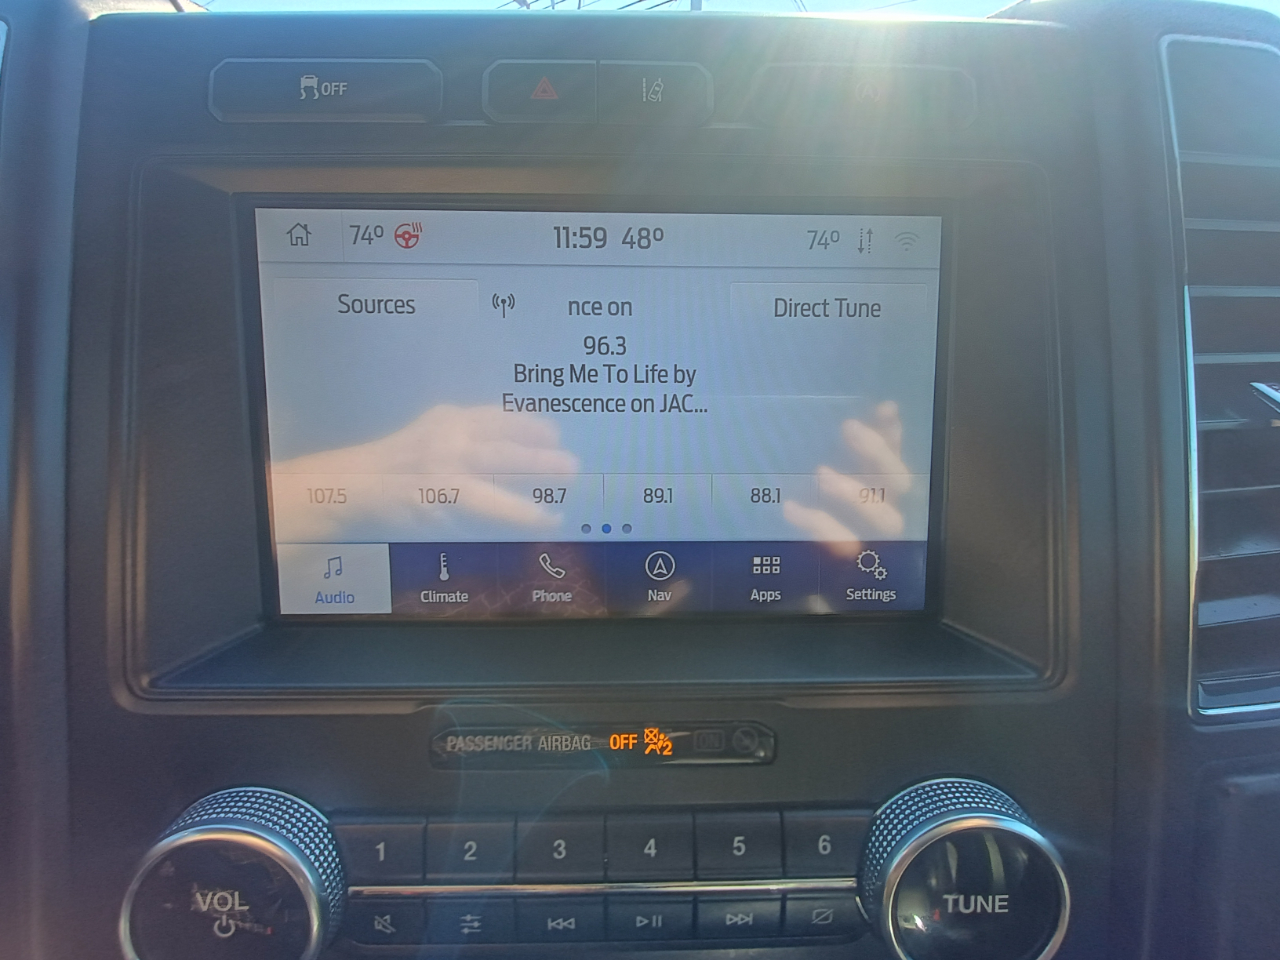 OFF
74° 11:59 48° 74°
Sources nce on Direct Tune
96.3
Bring Me To Life by
Evanescence on JAC...
107.5 106.7 98.7 89.1 88.1 91.1
Audio Climate Phone Nav Apps Settings
PASSENGER AIRBAG OFF 2 ON
1 2 3 4 5 6
VOL TUNE